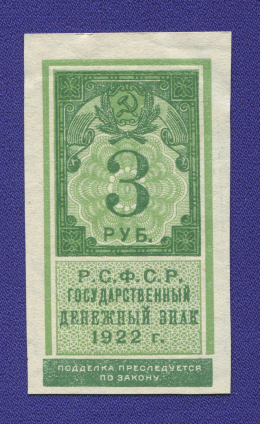 3
РУБ.
Р.С.Ф.С.Р.
ГОСУДАРСТВЕННЫЙ
ДЕНЕЖНЫЙ ЗНАК
1922 г.
ПОДДЕЛКА ПРЕСЛЕДУЕТСЯ
ПО ЗАКОНУ.